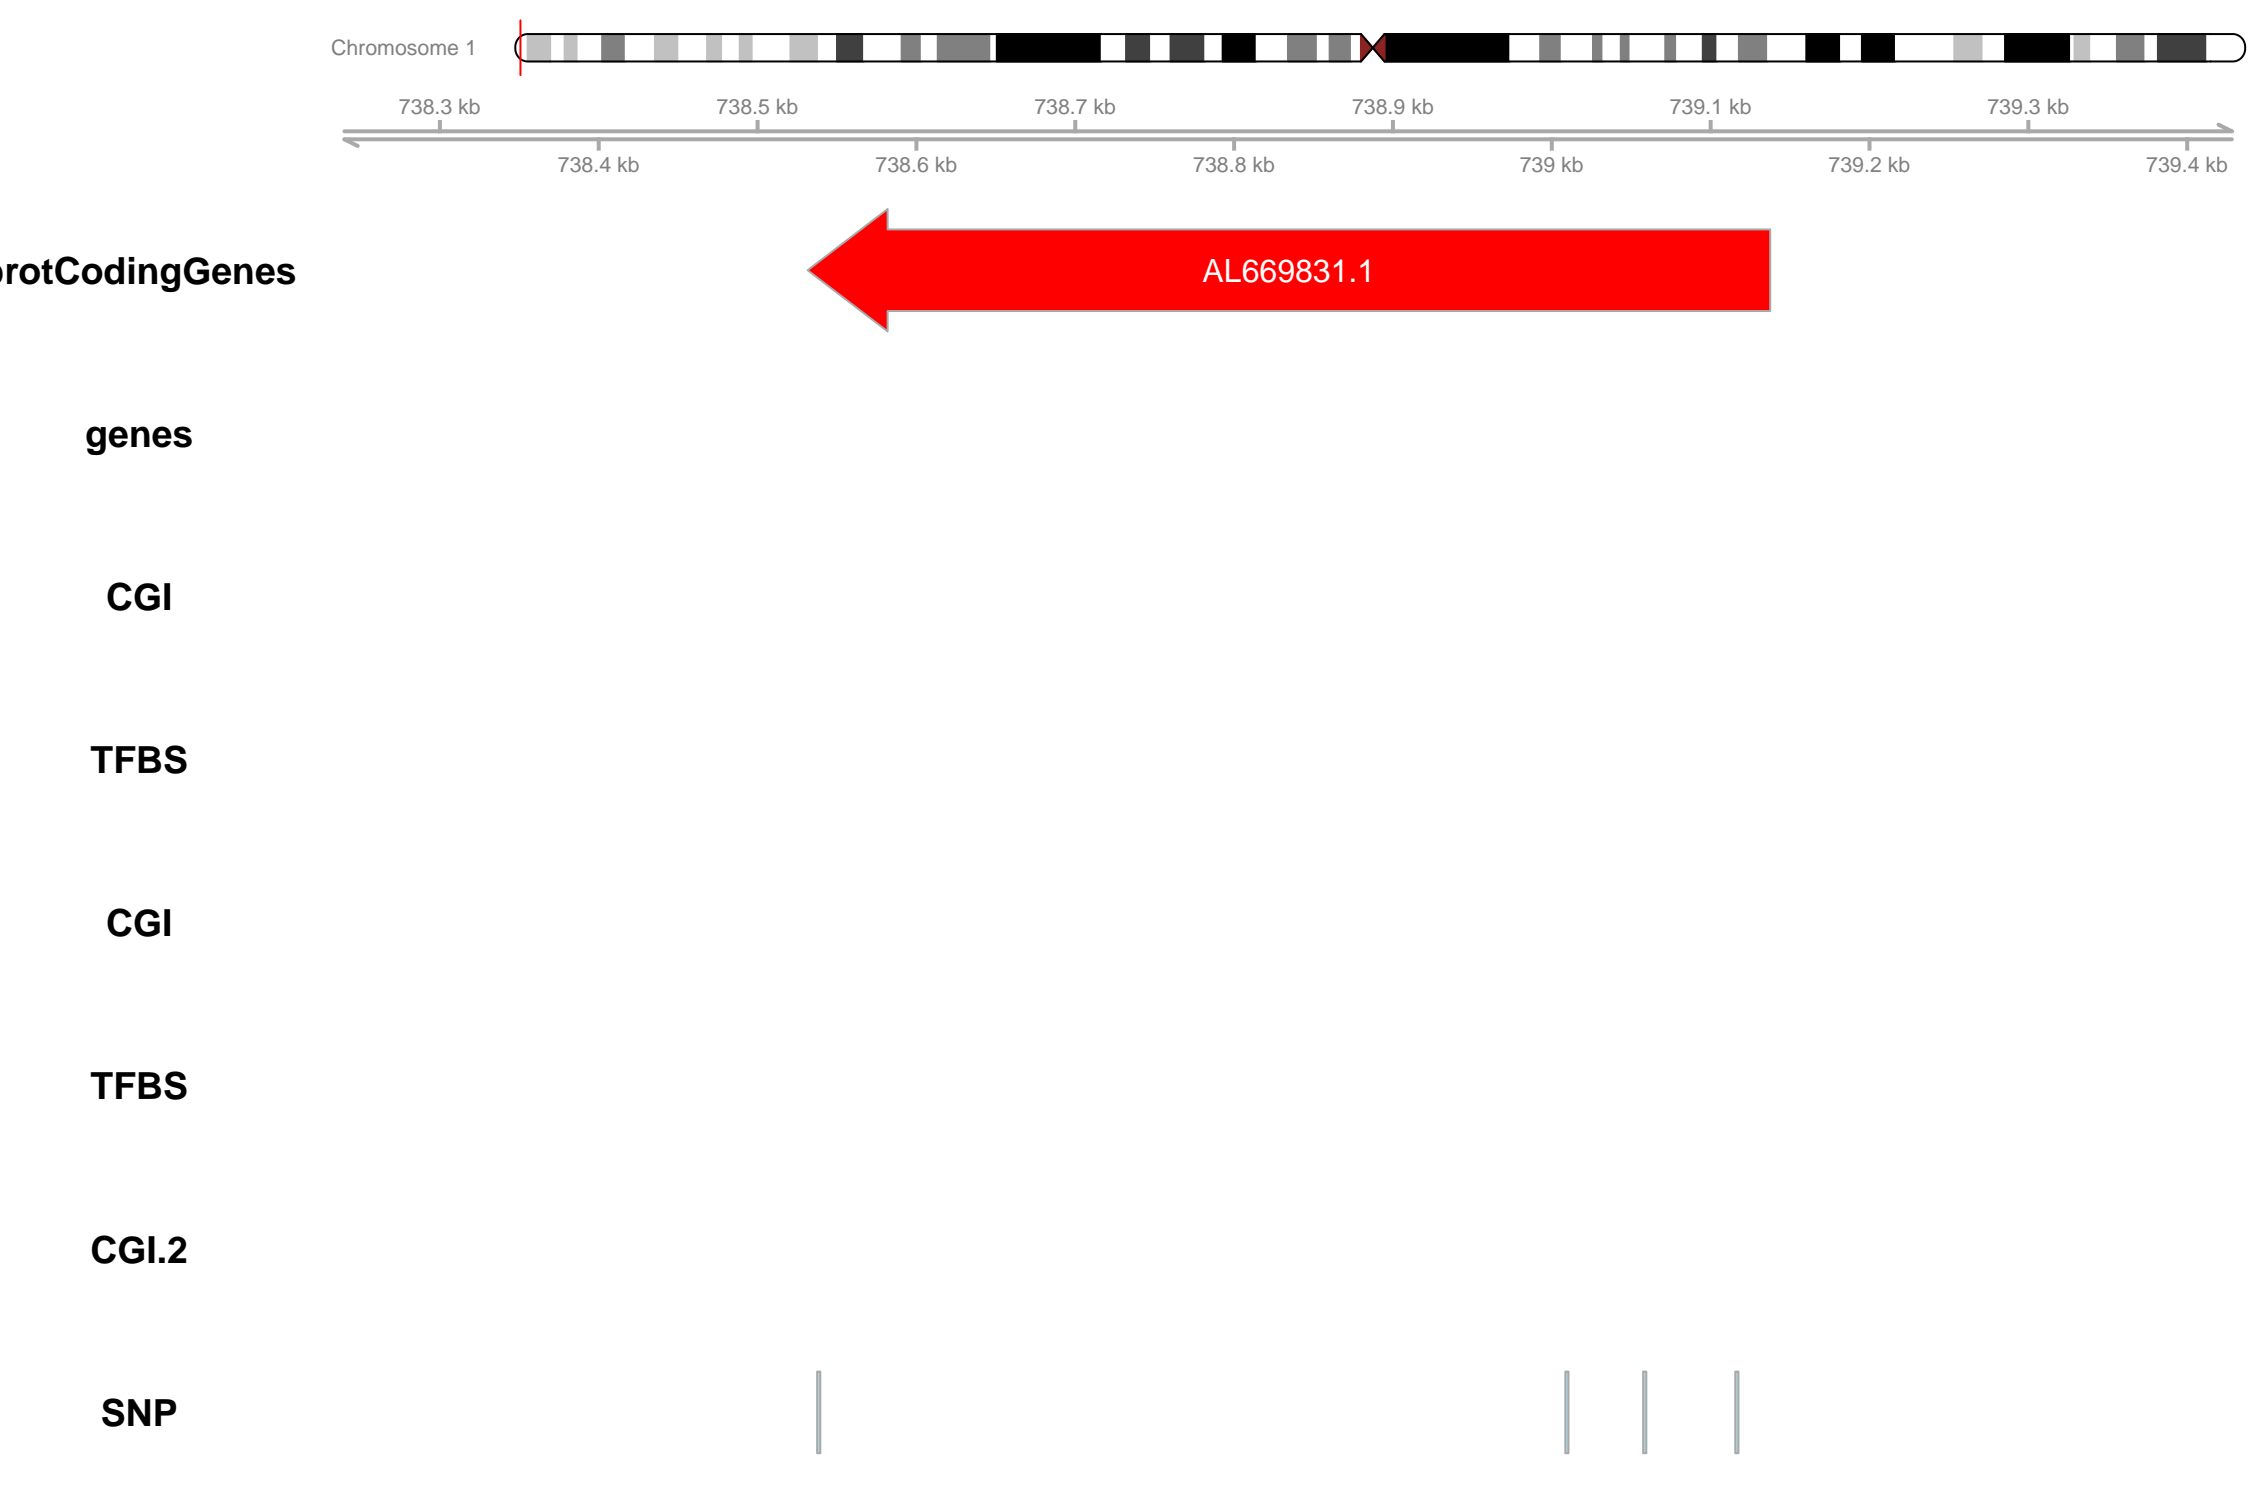 Chromosome 1
738.3 kb 738.5 kb 738.7 kb 738.9 kb 739.1 kb 739.3 kb
738.4 kb 738.6 kb 738.8 kb 739 kb 739.2 kb 739.4 kb
rotCodingGenes AL669831.1
genes
CGI
TFBS
CGI
TFBS
CGI.2
SNP